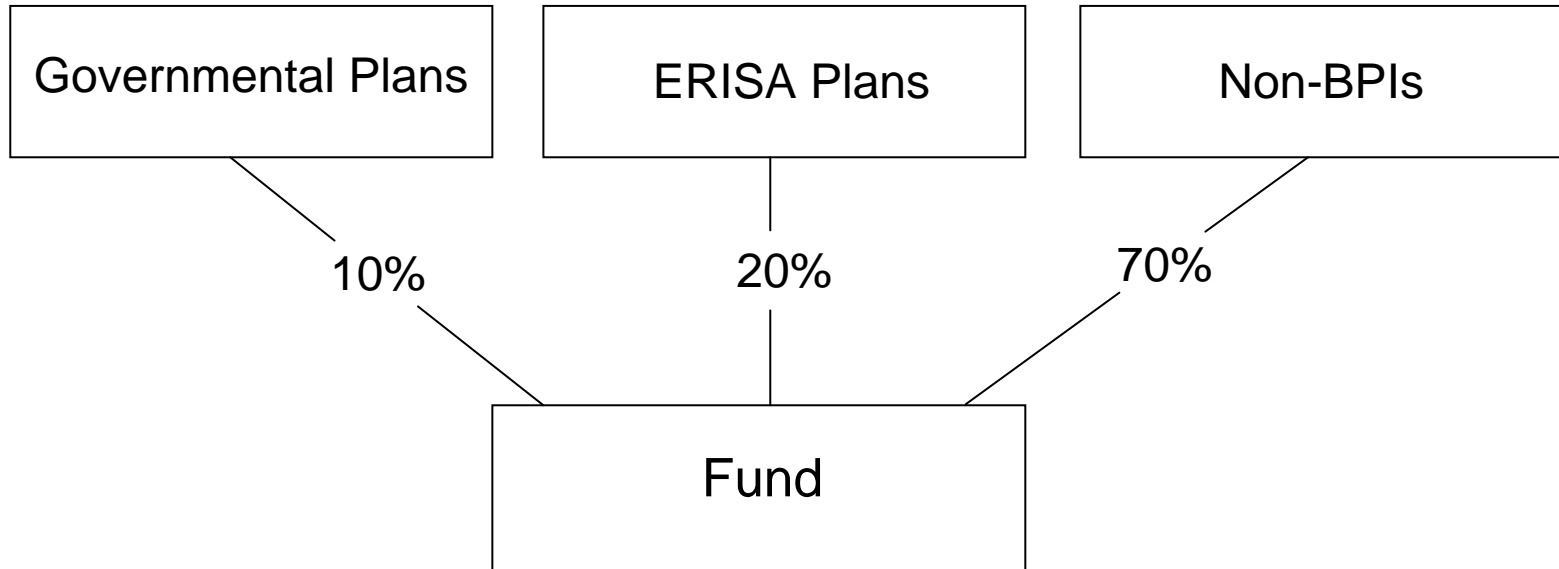 Governmental Plans
ERISA Plans
Non-BPIs
10%
20%
70%
Fund